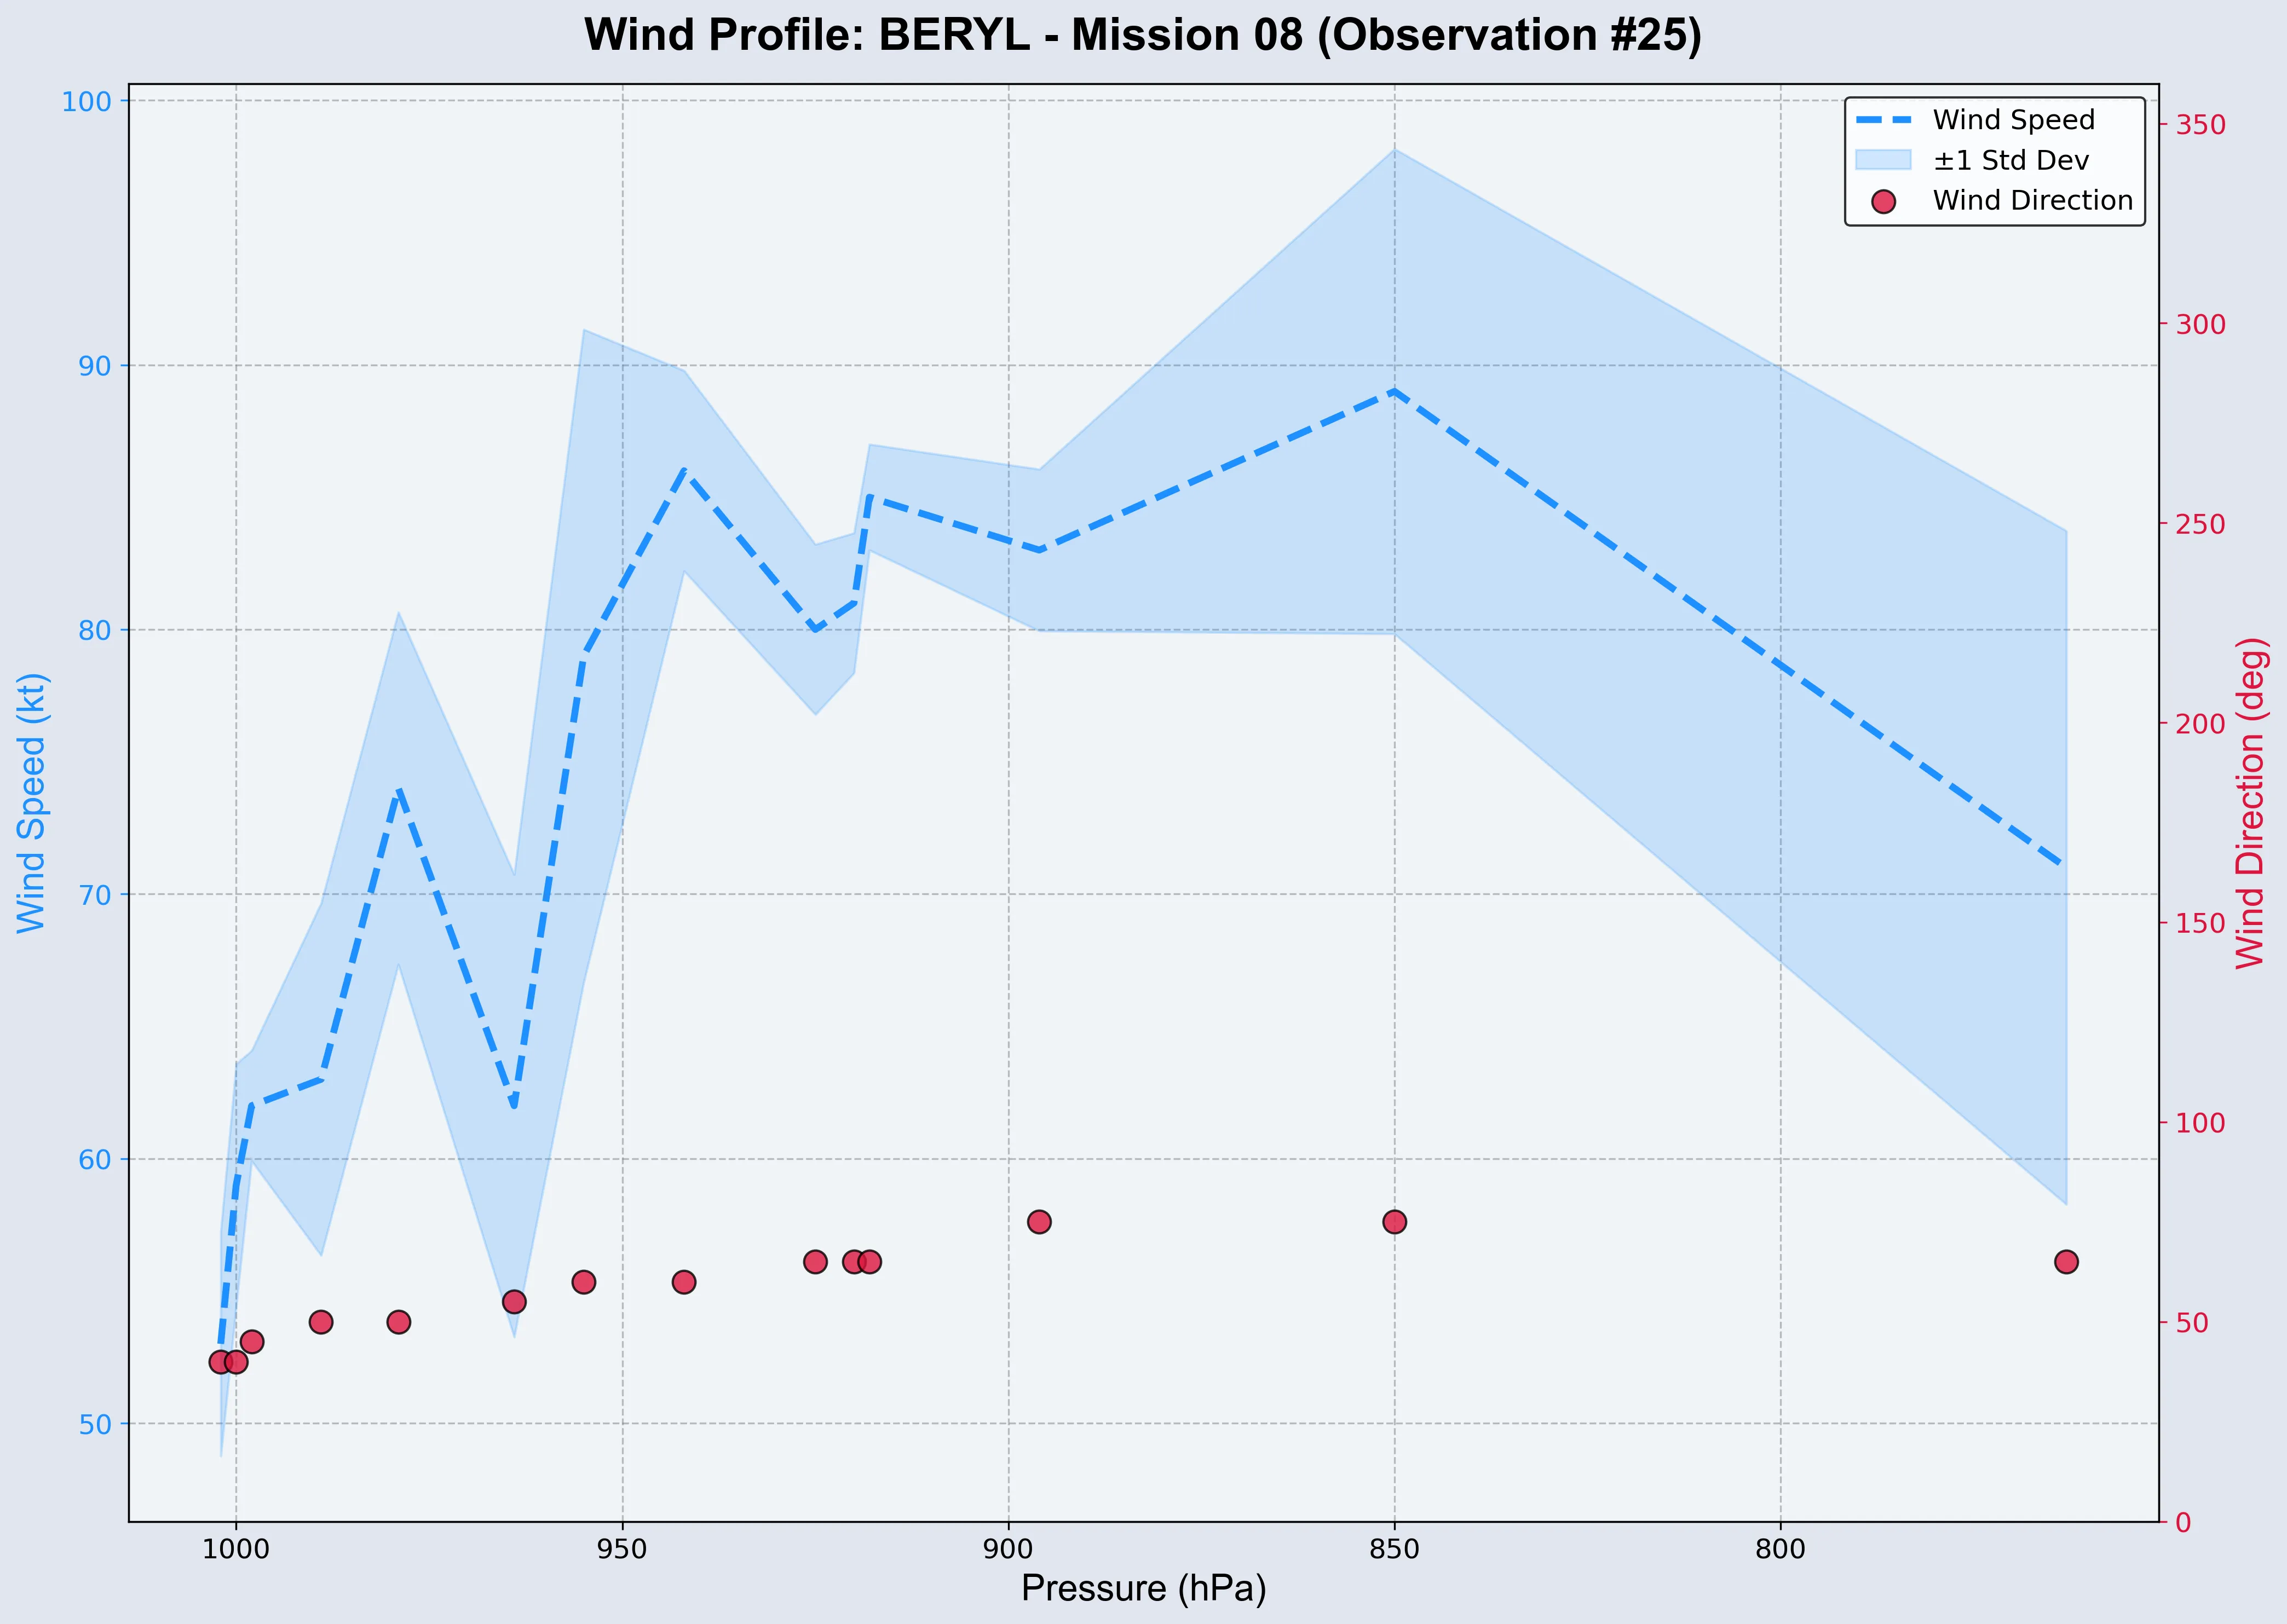 Wind Profile: BERYL - Mission 08 (Observation #25)
Wind Speed
±1 Std Dev
Wind Direction
100
90
80
70
60
50
Wind Speed (kt)
350
300
250
200
150
100
50
0
Wind Direction (deg)
1000
950
900
850
800
Pressure (hPa)